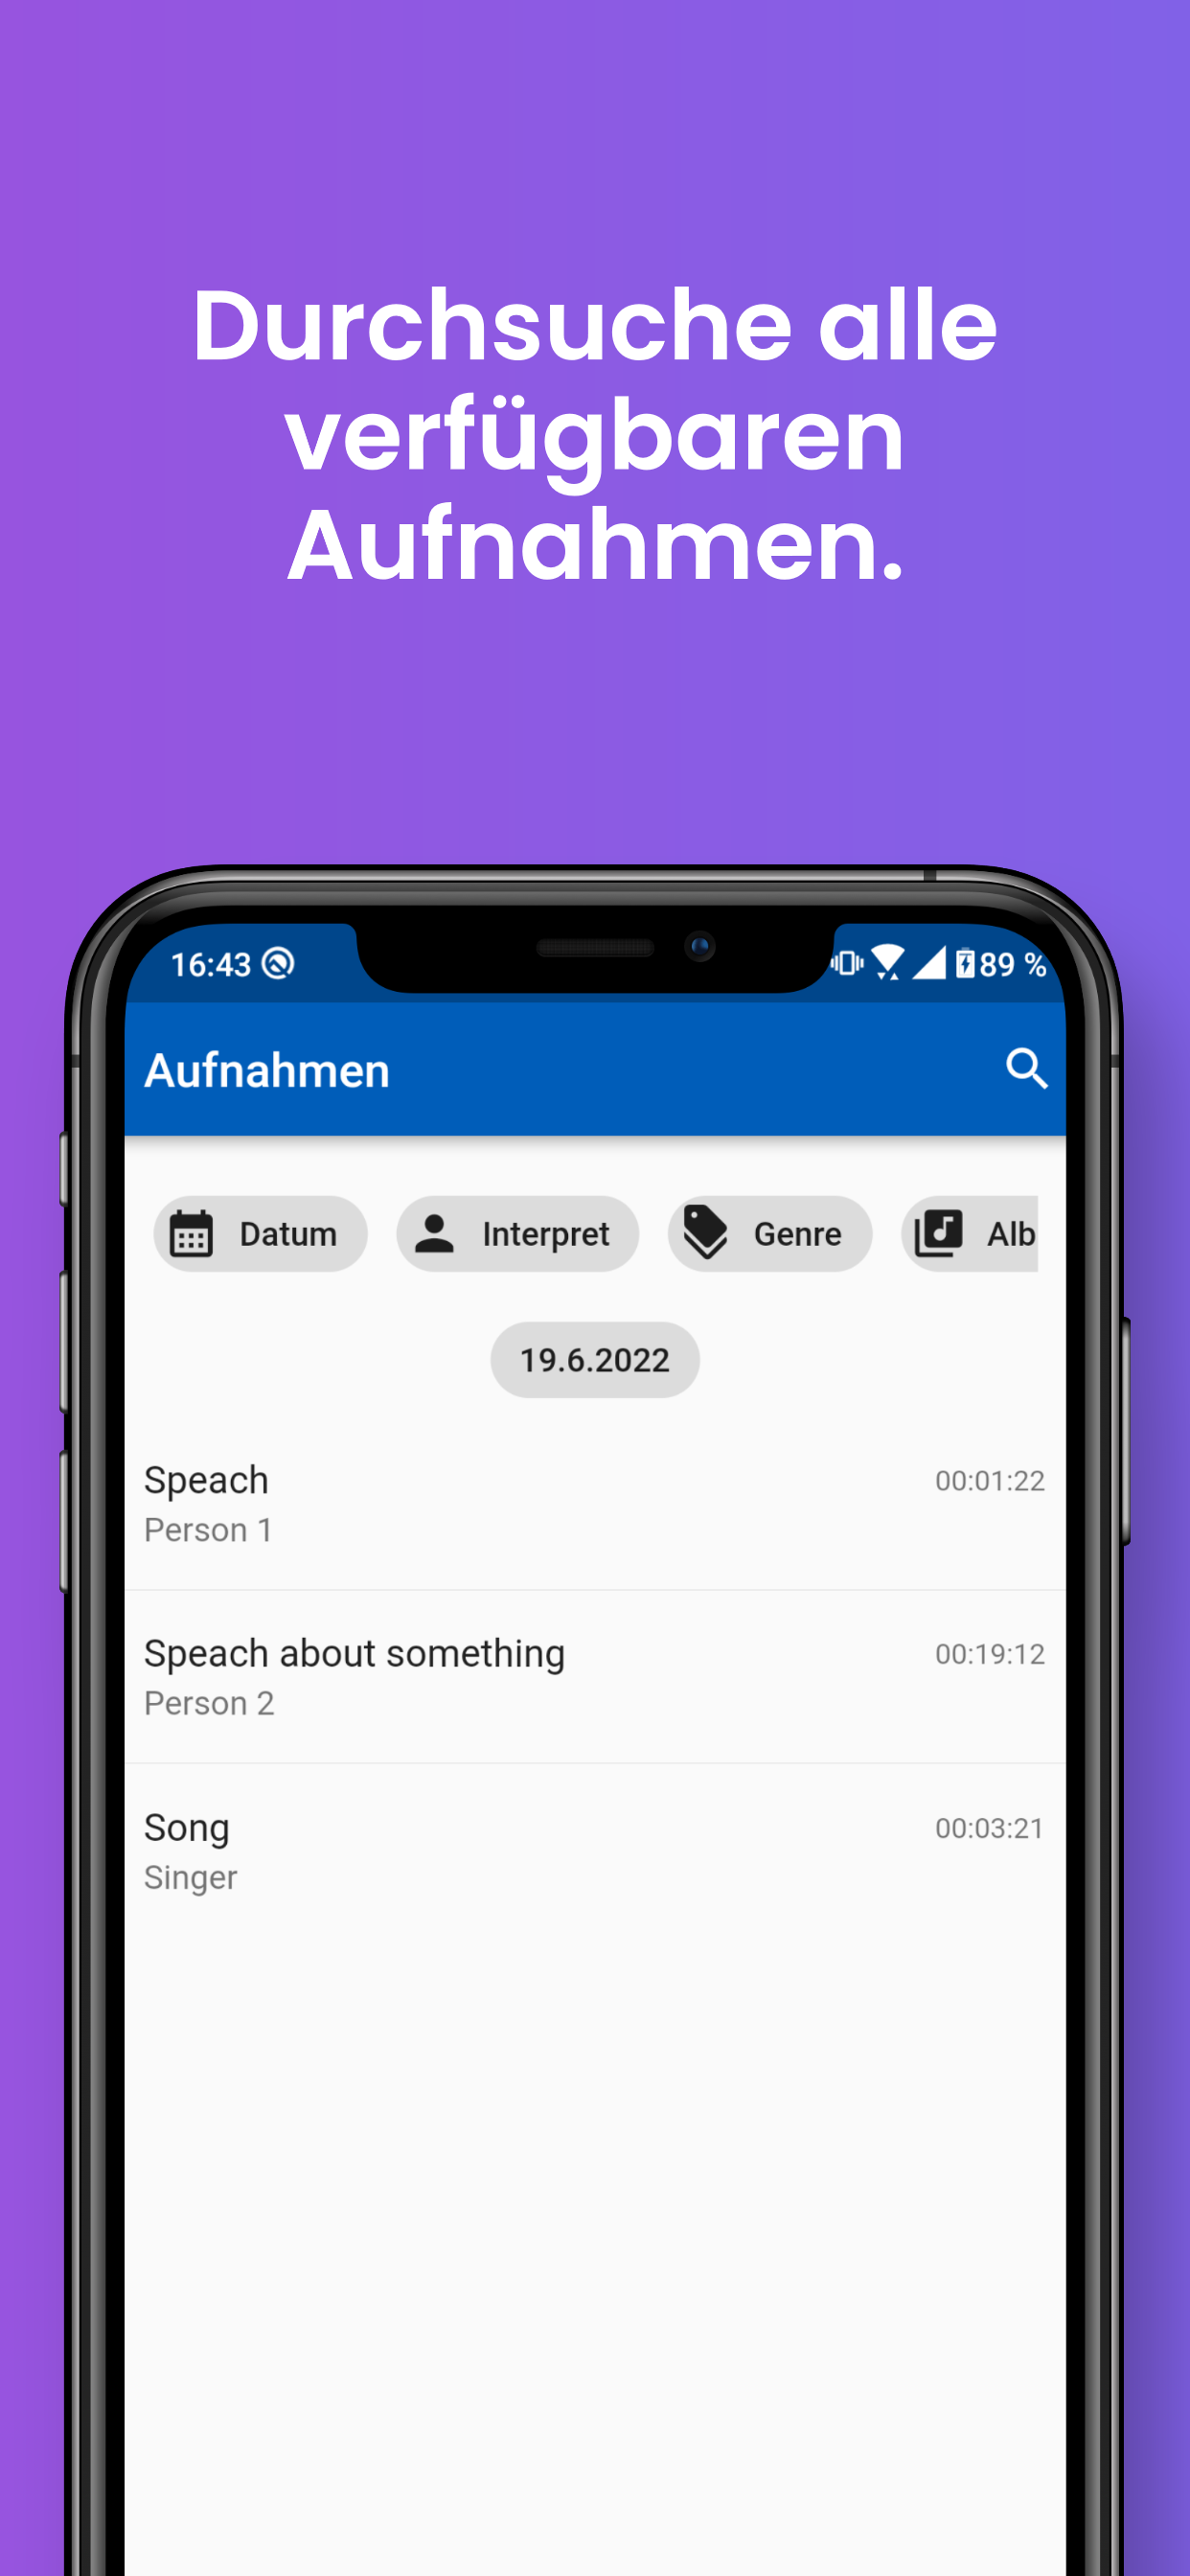 Durchsuche alle
verfügbaren
Aufnahmen.
16:43 89 %
Aufnahmen
Datum Interpret Genre Alb
19.6.2022
Speach 00:01:22
Person 1
Speach about something 00:19:12
Person 2
Song 00:03:21
Singer